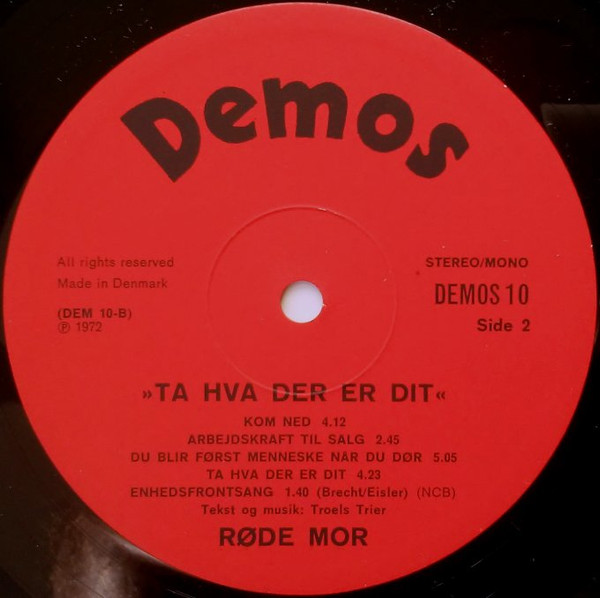 Demos
All rights reserved
Made in Denmark
(DEM 10-B)
℗ 1972
STEREO/MONO
DEMOS 10
Side 2
»TA HVA DER ER DIT«
KOM NED 4.12
ARBEJDSKRAFT TIL SALG 2.45
DU BLIR FØRST MENNESKE NÅR DU DØR 5.05
TA HVA DER ER DIT 4.23
ENHEDSFRONTSANG 1.40 (Brecht/Eisler) (NCB)
Tekst og musik: Troels Trier
RØDE MOR